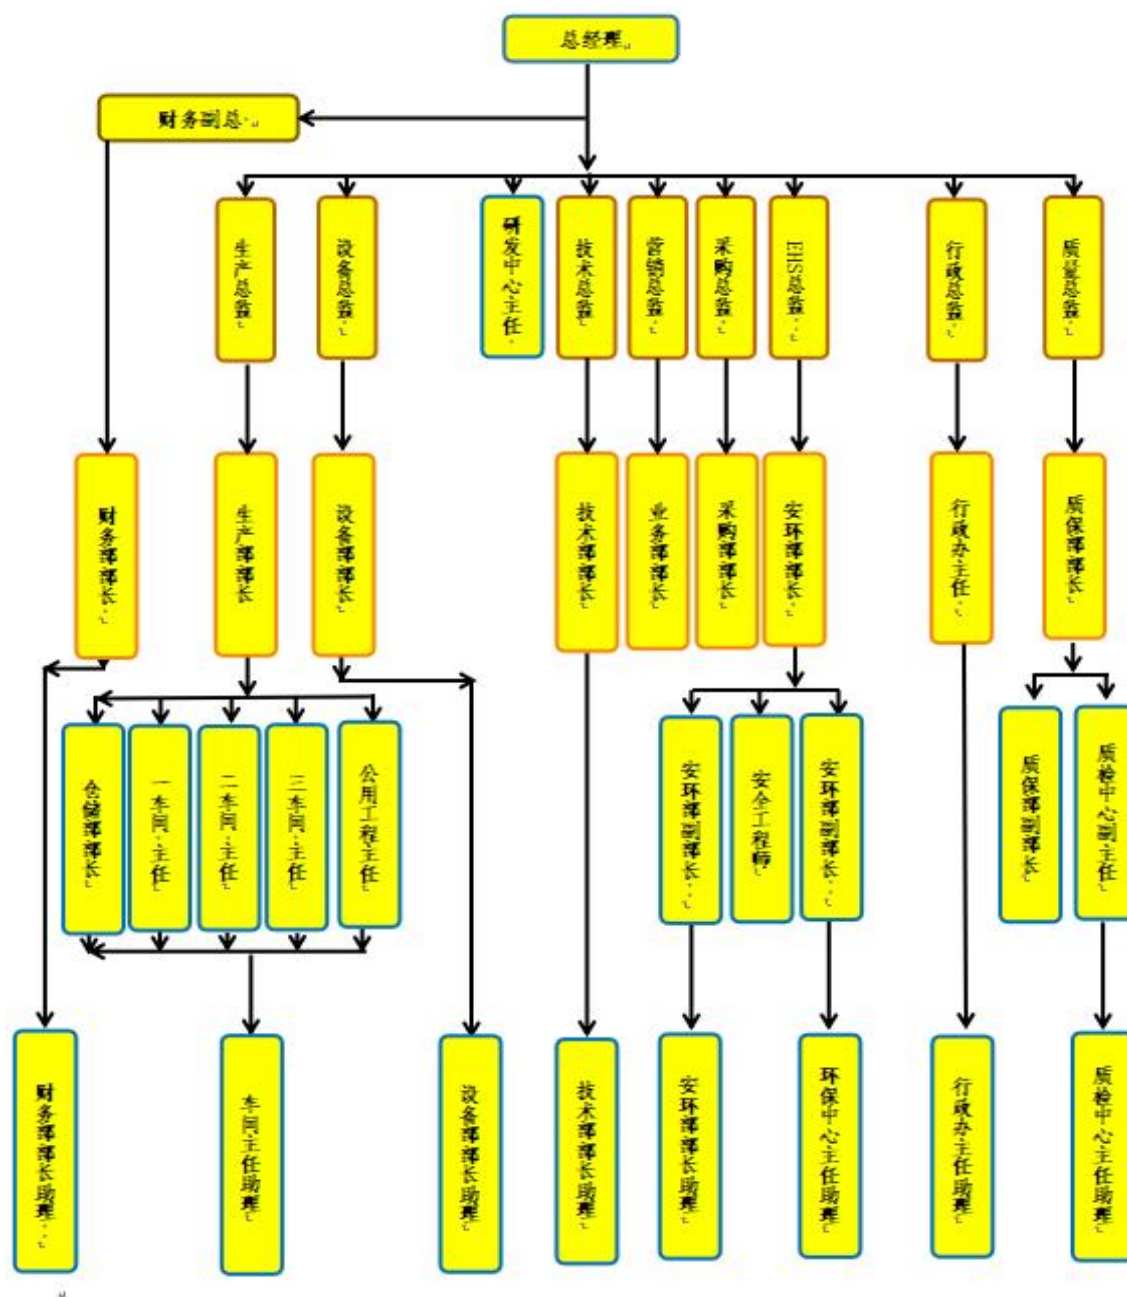 总经理
财务副总
生产总监
设备总监
研发中心主任
技术总监
营销总监
采购总监
EHS总监
行政总监
质量总监
财务部部长
生产部部长
设备部部长
技术部部长
业务部部长
采购部部长
安环部部长
行政办主任
质保部部长
仓储部部长
一车间主任
二车间主任
三车间主任
公用工程主任
安环部副部长
安全工程师
安环部副部长
质保部副部长
质检中心副主任
财务部部长助理
车间主任助理
设备部部长助理
技术部部长助理
安环部部长助理
环保中心主任助理
行政办主任助理
质检中心主任助理